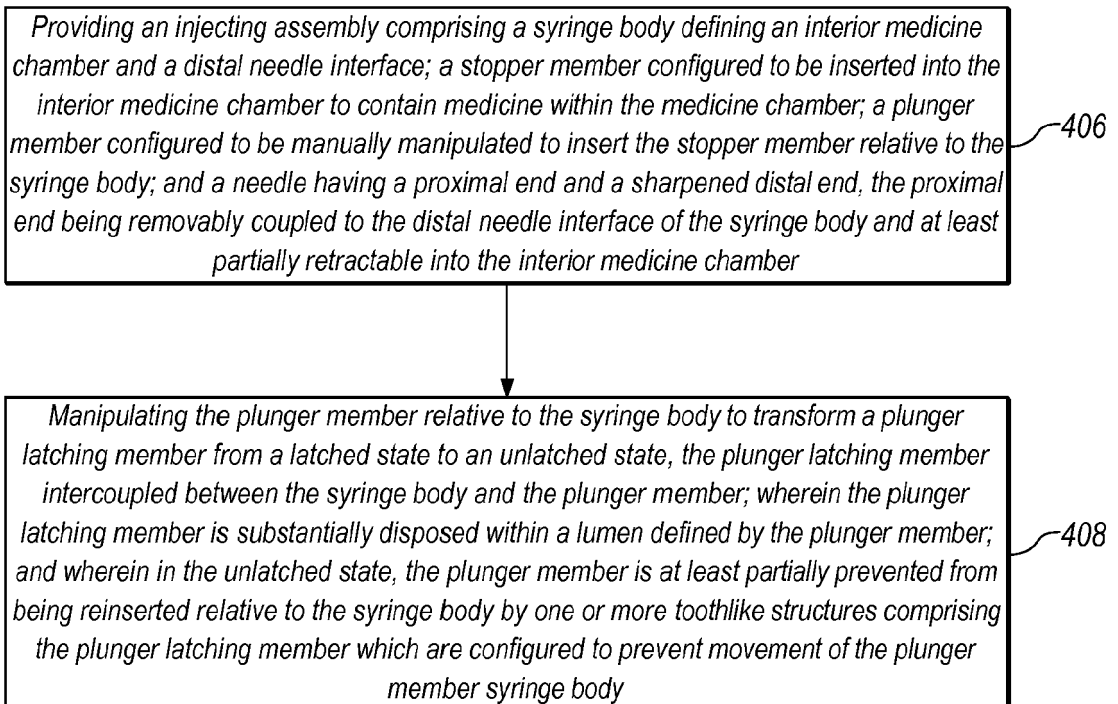 Providing an injecting assembly comprising a syringe body defining an interior medicine
chamber and a distal needle interface; a stopper member configured to be inserted into the
interior medicine chamber to contain medicine within the medicine chamber; a plunger
member configured to be manually manipulated to insert the stopper member relative to the
syringe body; and a needle having a proximal end and a sharpened distal end, the proximal
end being removably coupled to the distal needle interface of the syringe body and at least
partially retractable into the interior medicine chamber
406
Manipulating the plunger member relative to the syringe body to transform a plunger
latching member from a latched state to an unlatched state, the plunger latching member
intercoupled between the syringe body and the plunger member; wherein the plunger
latching member is substantially disposed within a lumen defined by the plunger member;
and wherein in the unlatched state, the plunger member is at least partially prevented from
being reinserted relative to the syringe body by one or more toothlike structures comprising
the plunger latching member which are configured to prevent movement of the plunger
member syringe body
408